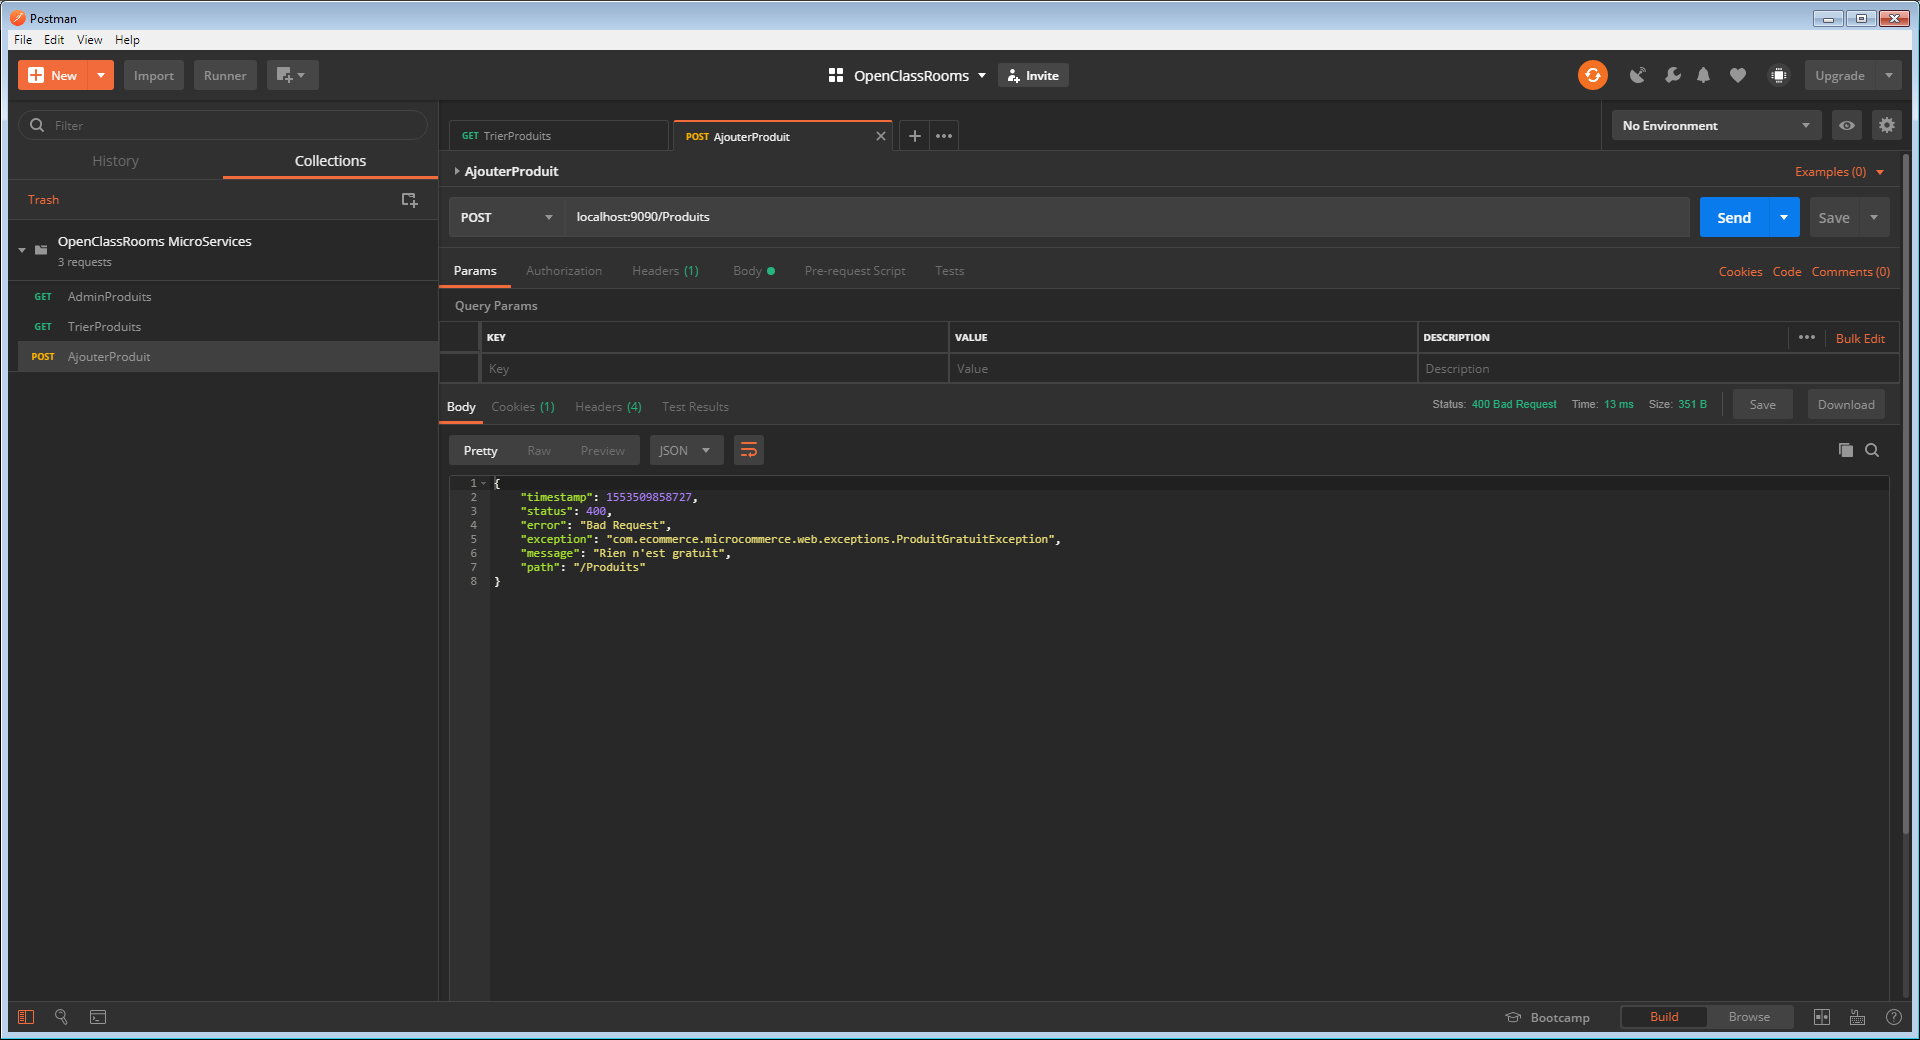 Postman
File Edit View Help
New Import Runner OpenClassRooms Invite Upgrade
Filter
History Collections
Trash
OpenClassRooms MicroServices
3 requests
GET AdminProduits
GET TrierProduits
POST AjouterProduit
GET TrierProduits POST AjouterProduit No Environment
AjouterProduit Examples (0)
POST localhost:9090/Produits Send Save
Params Authorization Headers (1) Body Pre-request Script Tests Cookies Code Comments (0)
Query Params
KEY VALUE DESCRIPTION Bulk Edit
Key Value Description
Body Cookies (1) Headers (4) Test Results Status: 400 Bad Request Time: 13 ms Size: 351 B Save Download
Pretty Raw Preview JSON
1 {
2 "timestamp": 1553509858727,
3 "status": 400,
4 "error": "Bad Request",
5 "exception": "com.ecommerce.microcommerce.web.exceptions.ProduitGratuitException",
6 "message": "Rien n'est gratuit",
7 "path": "/Produits"
8 }
Bootcamp Build Browse